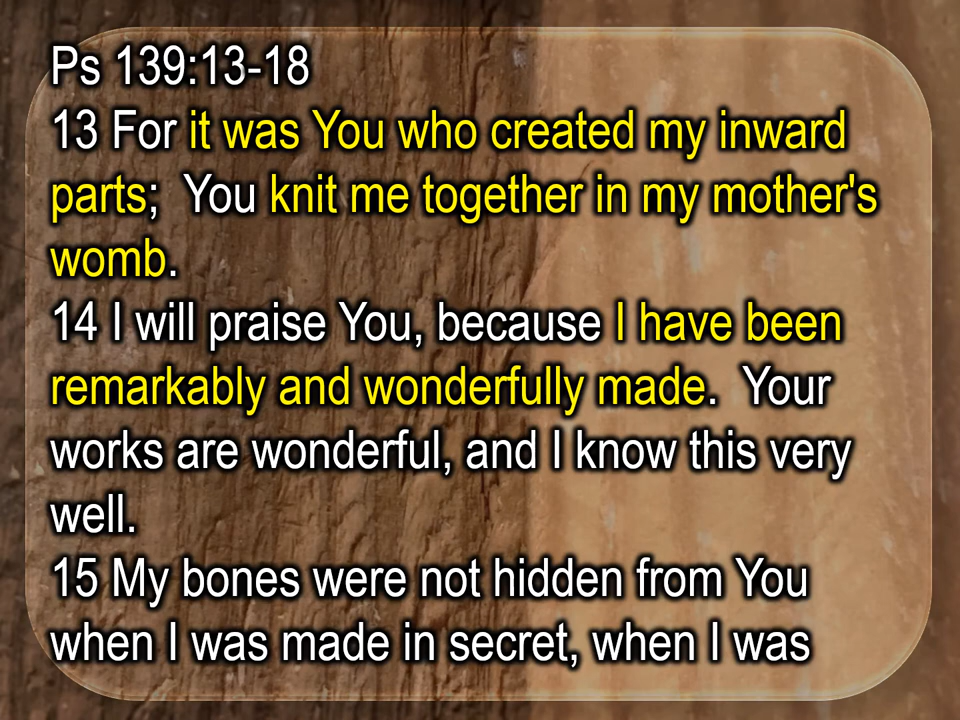 Ps 139:13-18
13 For it was You who created my inward
parts;  You knit me together in my mother's
womb.
14 I will praise You, because I have been
remarkably and wonderfully made.  Your
works are wonderful, and I know this very
well.
15 My bones were not hidden from You
when I was made in secret, when I was